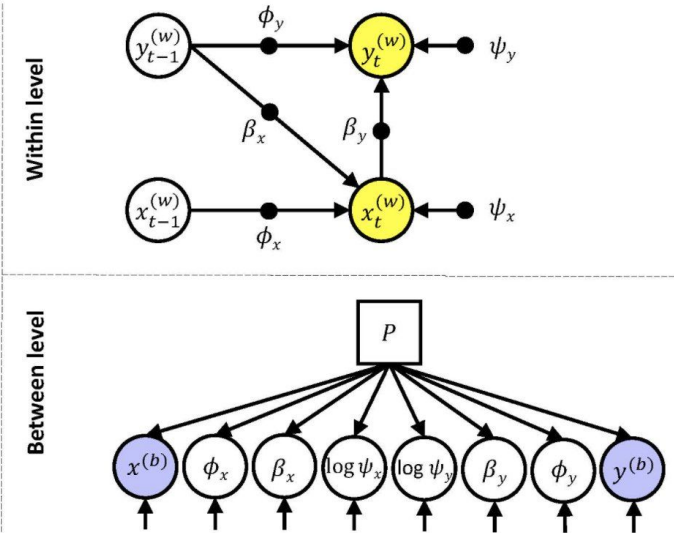 Within level
ϕ_y
y_{t−1}^{(w)} y_t^{(w)} ψ_y
β_x β_y
x_{t−1}^{(w)} x_t^{(w)} ψ_x
ϕ_x
Between level
P
x^{(b)} ϕ_x β_x log ψ_x log ψ_y β_y ϕ_y y^{(b)}